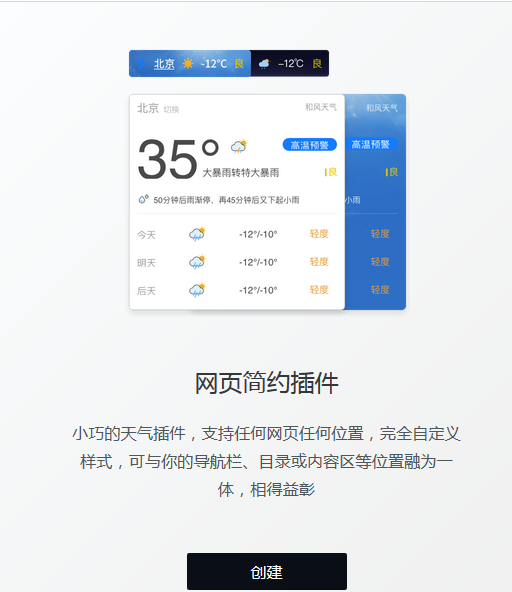 北京 -12°C 良 -12°C 良
北京 切换 和风天气 和风天气
35° 高温预警 高温预警
大暴雨转特大暴雨 良 良
50分钟后雨渐停，再45分钟后又下起小雨 小雨
今天 -12°/-10° 轻度 轻度
明天 -12°/-10° 轻度 轻度
后天 -12°/-10° 轻度 轻度
网页简约插件
小巧的天气插件，支持任何网页任何位置，完全自定义
样式，可与你的导航栏、目录或内容区等位置融为一
体，相得益彰
创建